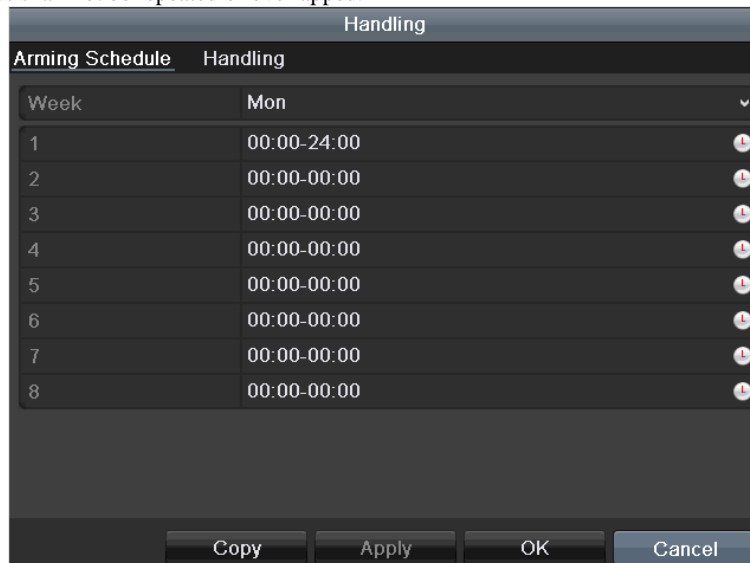 Handling
Arming Schedule Handling
Week Mon
1 00:00-24:00
2 00:00-00:00
3 00:00-00:00
4 00:00-00:00
5 00:00-00:00
6 00:00-00:00
7 00:00-00:00
8 00:00-00:00
Copy Apply OK Cancel